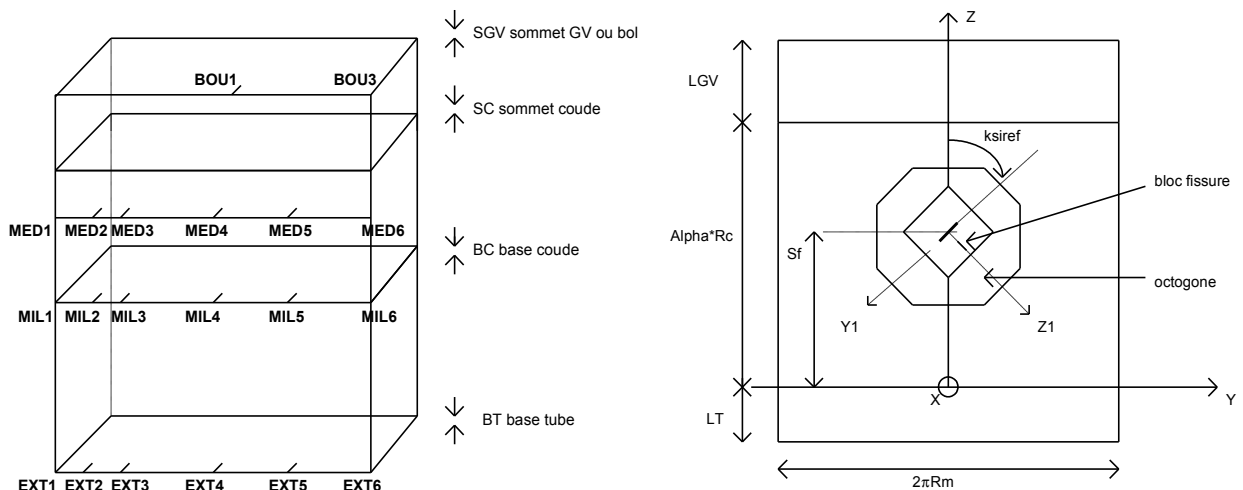 SGV sommet GV ou bol
BOU1 BOU3
SC sommet coude
MED1 MED2 MED3 MED4 MED5 MED6
BC base coude
MIL1 MIL2 MIL3 MIL4 MIL5 MIL6
BT base tube
EXT1 EXT2 EXT3 EXT4 EXT5 EXT6
Z
LGV
ksiref
bloc fissure
Alpha*Rc
Sf
octogone
Y1
Z1
X
Y
LT
2πRm